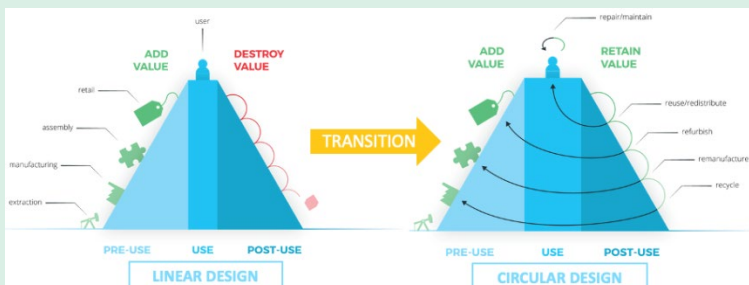 user
ADD
VALUE
DESTROY
VALUE
retail
assembly
manufacturing
extraction
PRE-USE
USE
POST-USE
LINEAR DESIGN
TRANSITION
repair/maintain
ADD
VALUE
RETAIN
VALUE
reuse/redistribute
refurbish
remanufacture
recycle
PRE-USE
USE
POST-USE
CIRCULAR DESIGN